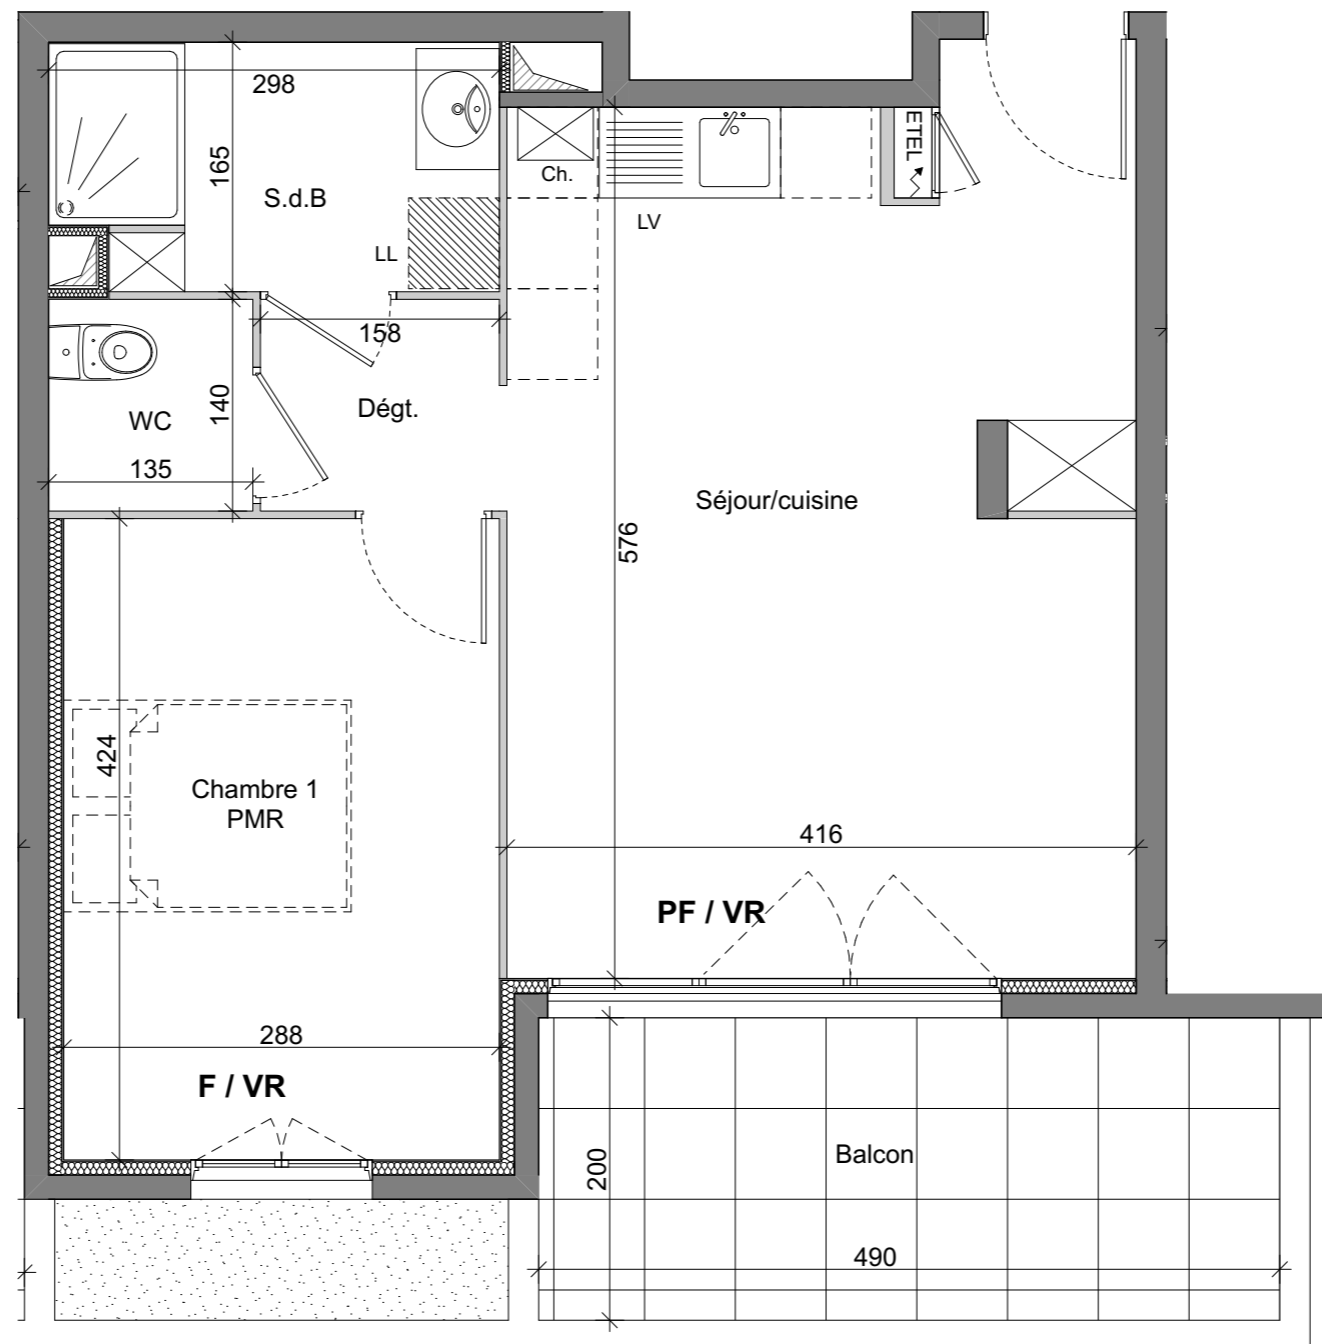 298
165
S.d.B
LL
Ch.
LV
ETEL
158
Dégt.
WC
140
135
Séjour/cuisine
576
424
Chambre 1
PMR
416
PF / VR
288
F / VR
200
Balcon
490